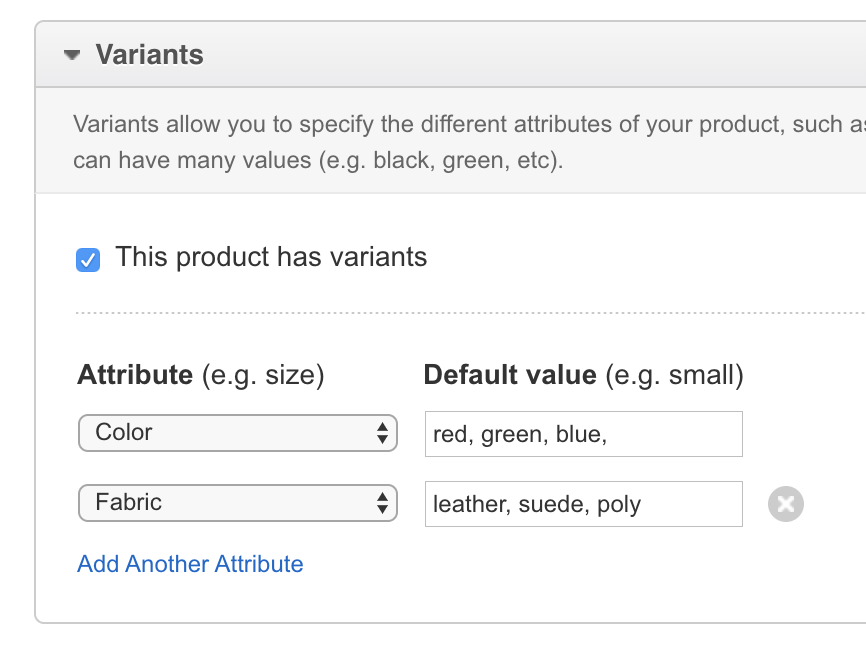 Variants
Variants allow you to specify the different attributes of your product, such as
can have many values (e.g. black, green, etc).
This product has variants
Attribute (e.g. size) Default value (e.g. small)
Color red, green, blue,
Fabric leather, suede, poly
Add Another Attribute